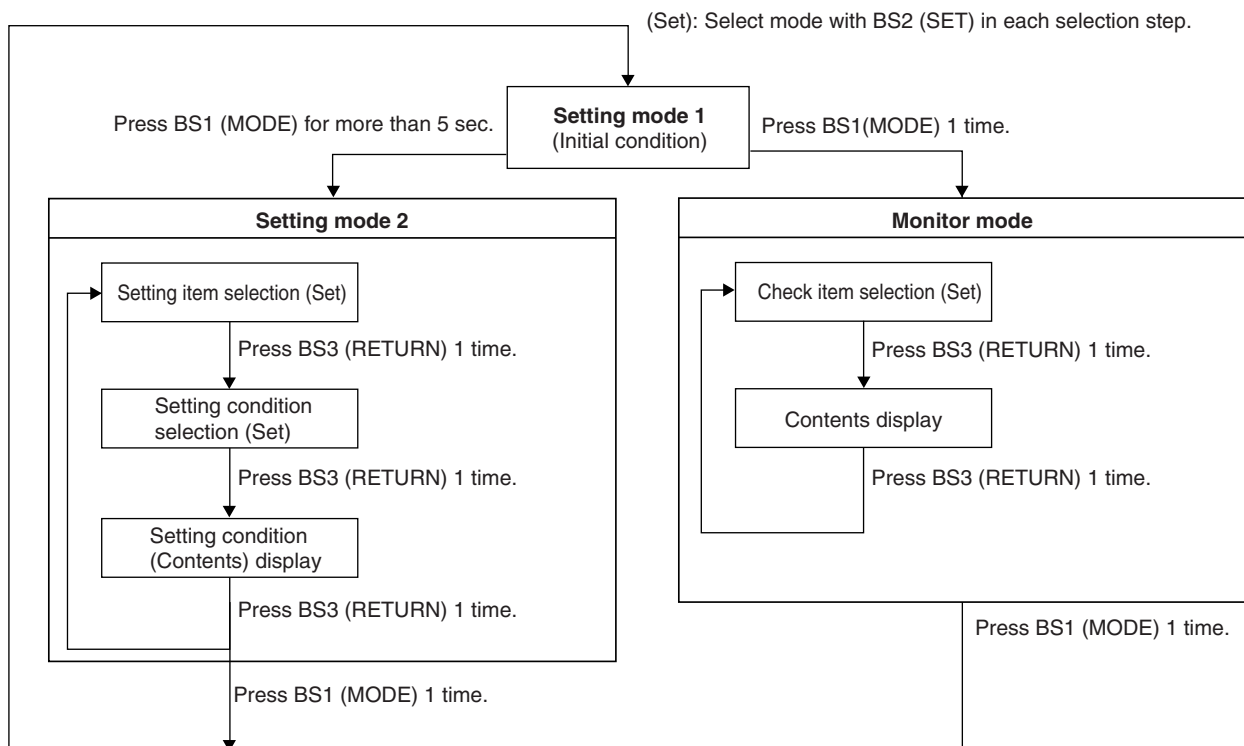 (Set): Select mode with BS2 (SET) in each selection step.
Setting mode 1
(Initial condition)
Press BS1 (MODE) for more than 5 sec.
Press BS1(MODE) 1 time.
Setting mode 2
Setting item selection (Set)
Press BS3 (RETURN) 1 time.
Setting condition
selection (Set)
Press BS3 (RETURN) 1 time.
Setting condition
(Contents) display
Press BS3 (RETURN) 1 time.
Press BS1 (MODE) 1 time.
Monitor mode
Check item selection (Set)
Press BS3 (RETURN) 1 time.
Contents display
Press BS3 (RETURN) 1 time.
Press BS1 (MODE) 1 time.